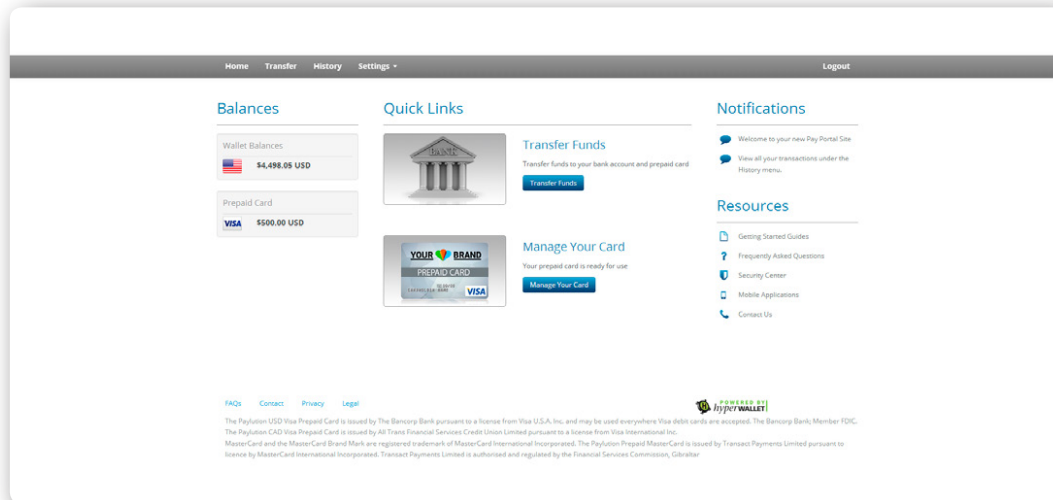 Home Transfer History Settings
Logout
Balances
Wallet Balances
$4,498.05 USD
Prepaid Card
VISA $500.00 USD
Quick Links
BANK
Transfer Funds
Transfer funds to your bank account and prepaid card
Transfer Funds
YOUR BRAND
PREPAID CARD
VISA
Manage Your Card
Your prepaid card is ready for use
Manage Your Card
Notifications
Welcome to your new Pay Portal Site
View all your transactions under the
History menu.
Resources
Getting Started Guides
Frequently Asked Questions
Security Center
Mobile Applications
Contact Us
FAQs Contact Privacy Legal
POWERED BY
hyperWALLET
The Paylution USD Visa Prepaid Card is issued by The Bancorp Bank pursuant to a license from Visa U.S.A. Inc. and may be used everywhere Visa debit cards are accepted. The Bancorp Bank; Member FDIC.
The Paylution CAD Visa Prepaid Card is issued by All Trans Financial Services Credit Union Limited pursuant to a license from Visa International Inc.
MasterCard and the MasterCard Brand Mark are registered trademark of MasterCard International Incorporated. The Paylution Prepaid MasterCard is issued by Transact Payments Limited pursuant to
licence by MasterCard International Incorporated. Transact Payments Limited is authorised and regulated by the Financial Services Commission, Gibraltar